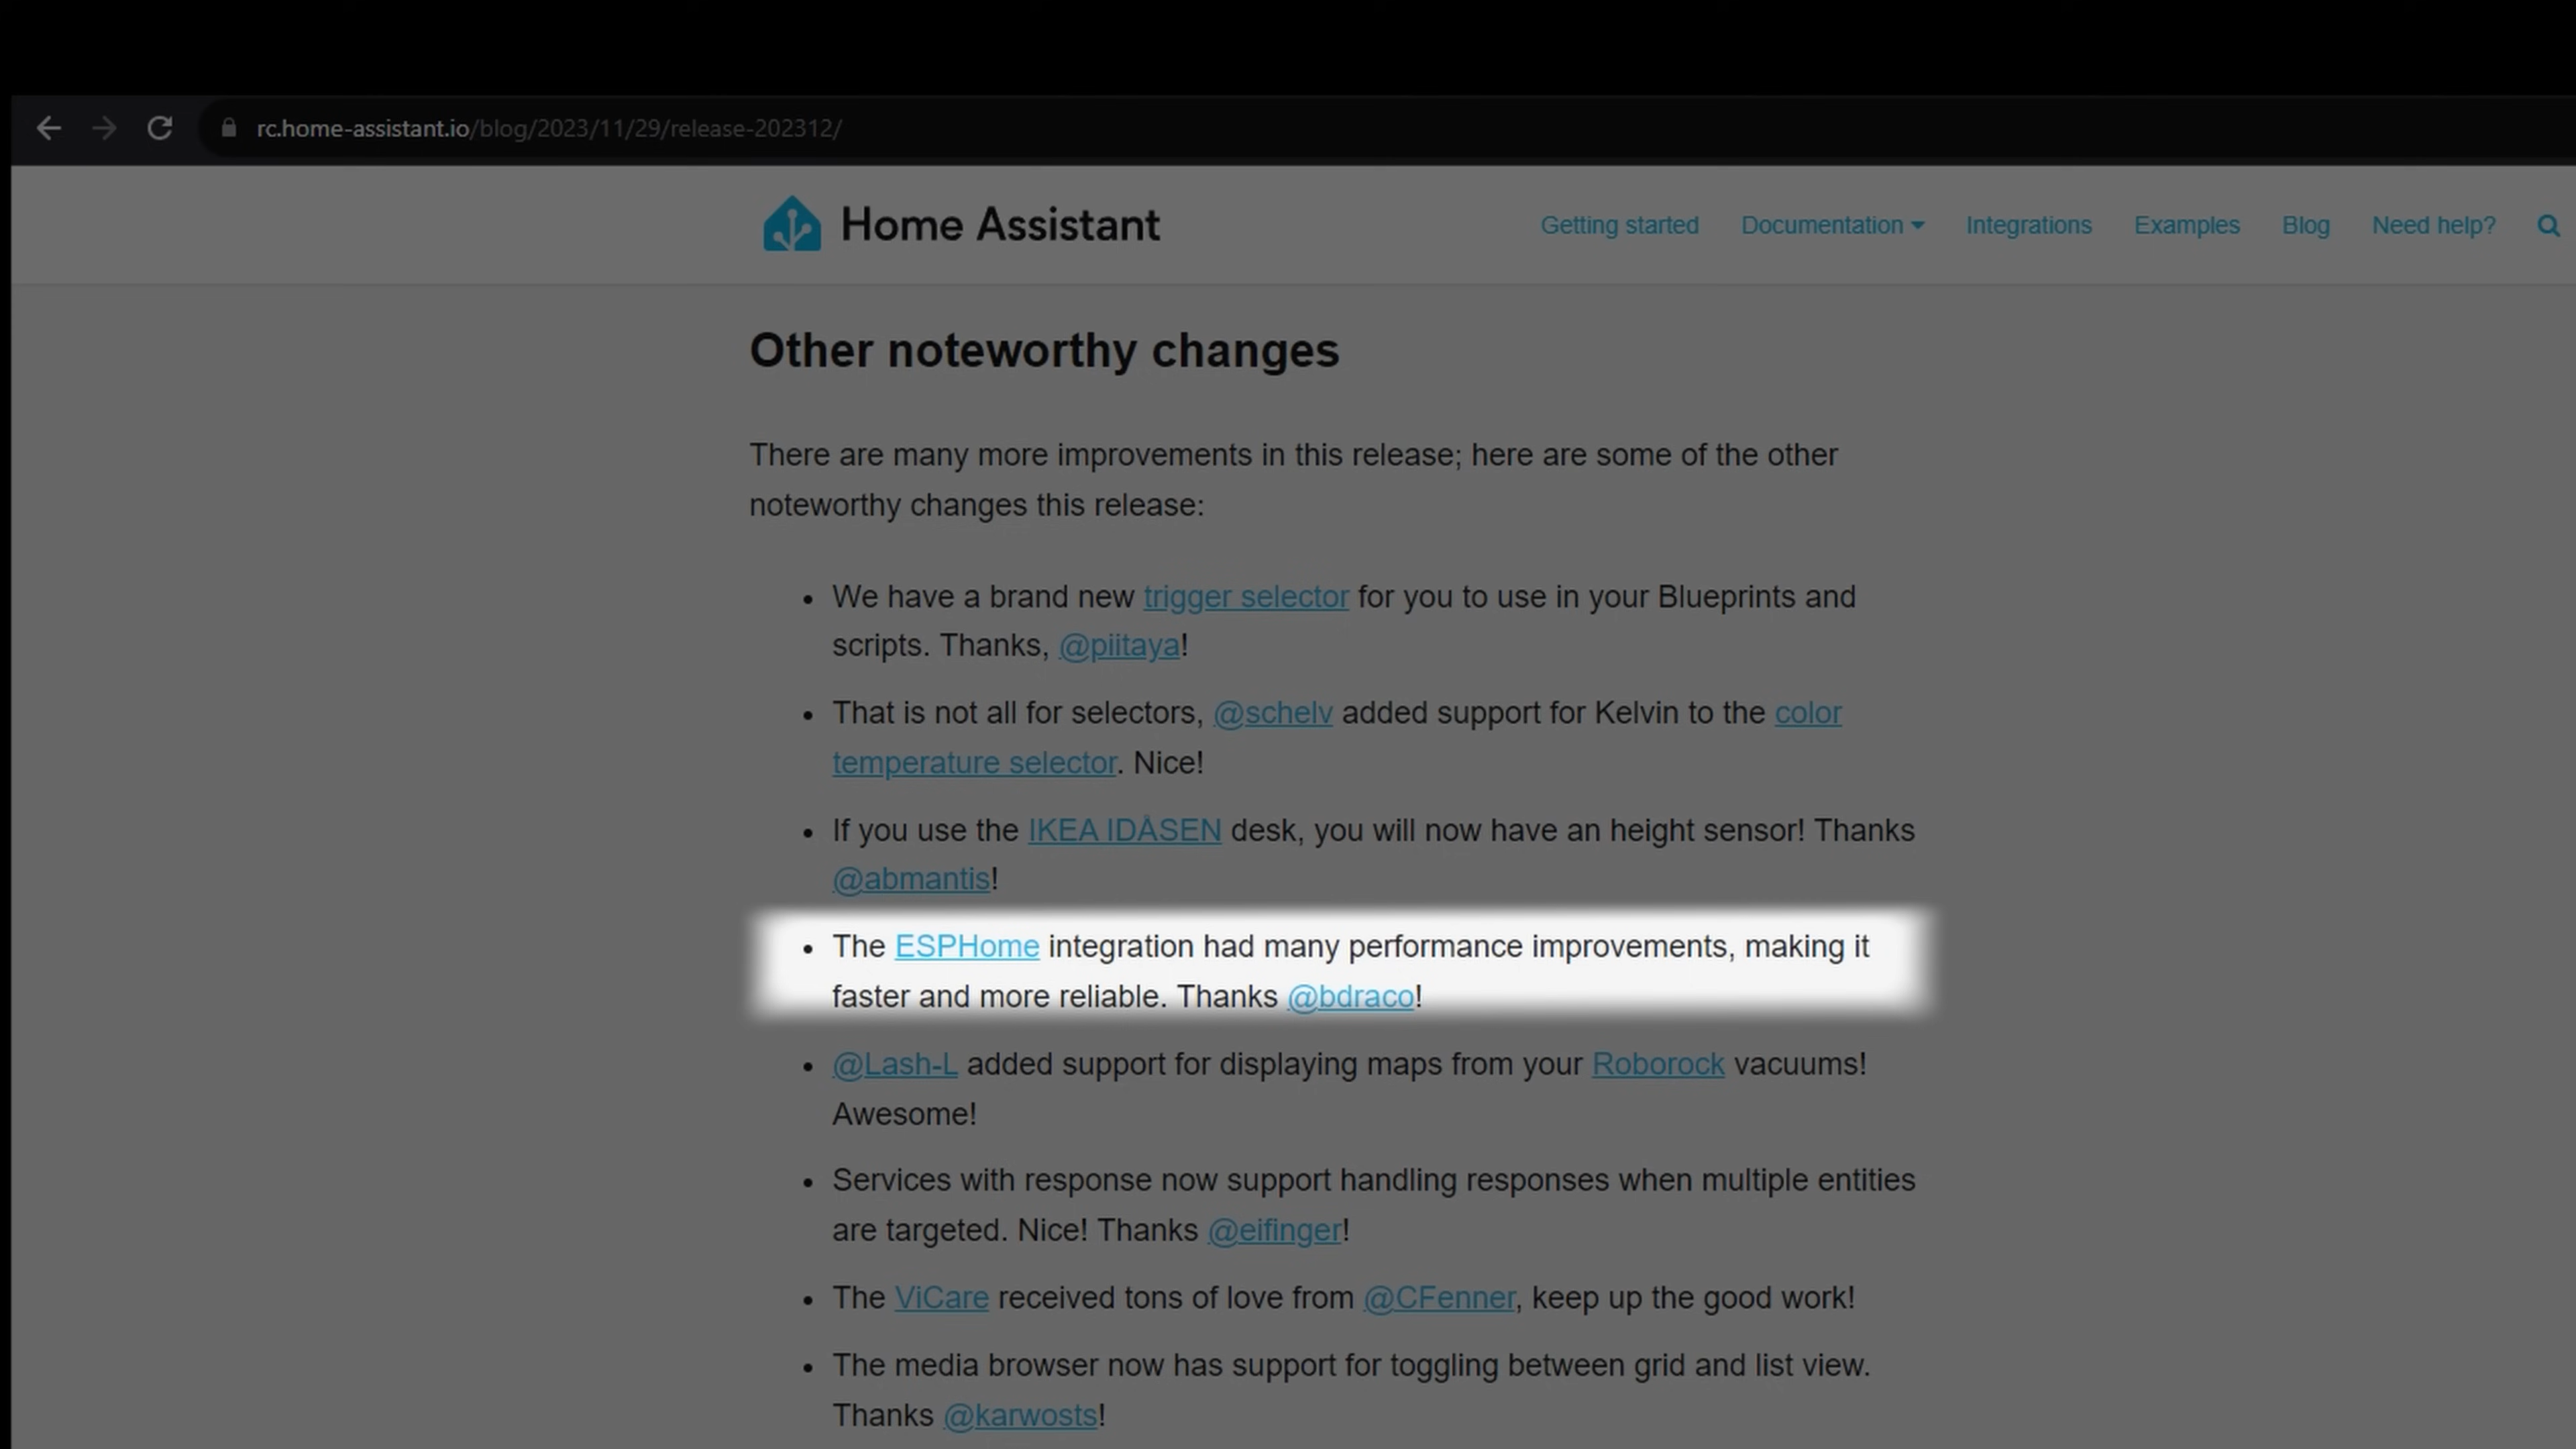 rc.home-assistant.io/blog/2023/11/29/release-202312/
Home Assistant
Getting started Documentation Integrations Examples Blog Need help?
Other noteworthy changes
There are many more improvements in this release; here are some of the other
noteworthy changes this release:
• We have a brand new trigger selector for you to use in your Blueprints and
scripts. Thanks, @piitaya!
• That is not all for selectors, @schelv added support for Kelvin to the color
temperature selector. Nice!
• If you use the IKEA IDÅSEN desk, you will now have an height sensor! Thanks
@abmantis!
• The ESPHome integration had many performance improvements, making it
faster and more reliable. Thanks @bdraco!
• @Lash-L added support for displaying maps from your Roborock vacuums!
Awesome!
• Services with response now support handling responses when multiple entities
are targeted. Nice! Thanks @eifinger!
• The ViCare received tons of love from @CFenner, keep up the good work!
• The media browser now has support for toggling between grid and list view.
Thanks @karwosts!